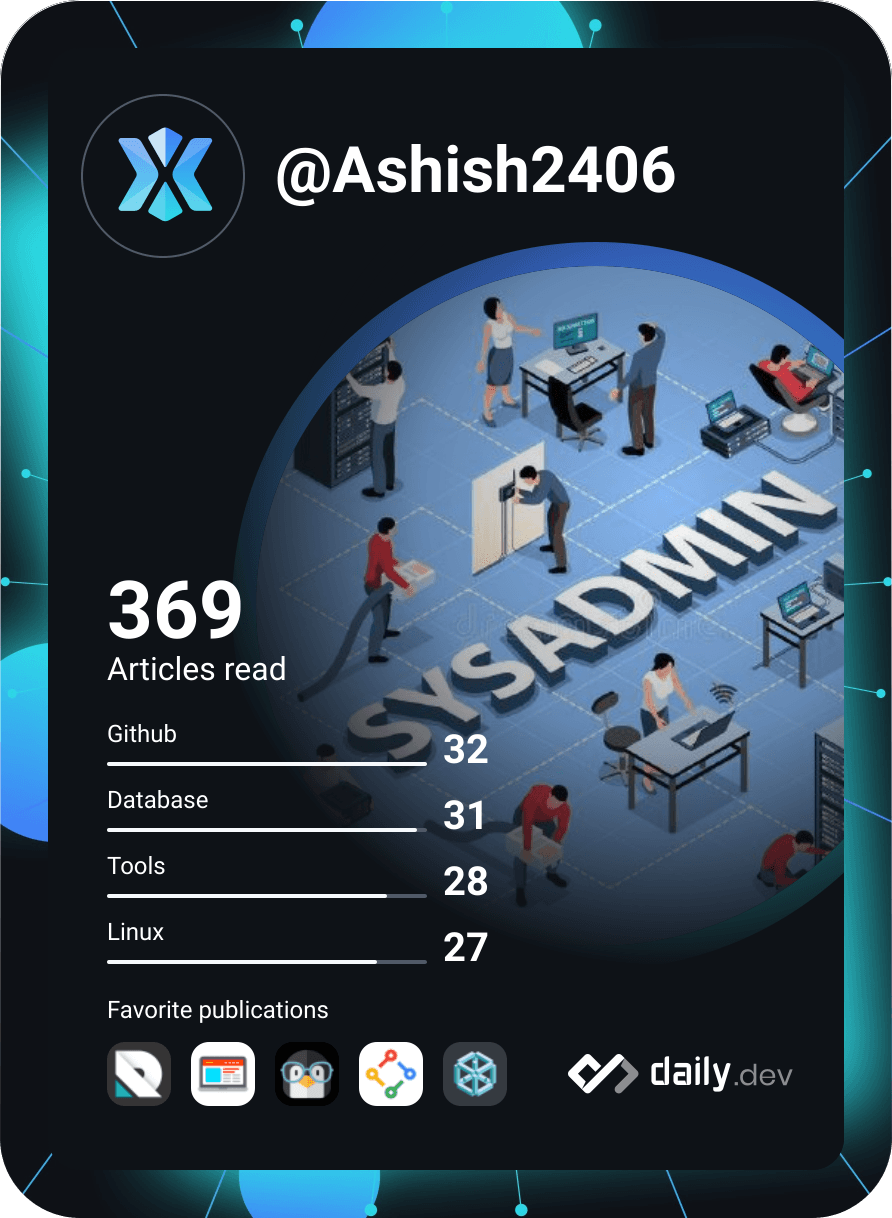 @Ashish2406
SYSADMIN
369
Articles read
Github
32
Database
31
Tools
28
Linux
27
Favorite publications
daily.dev